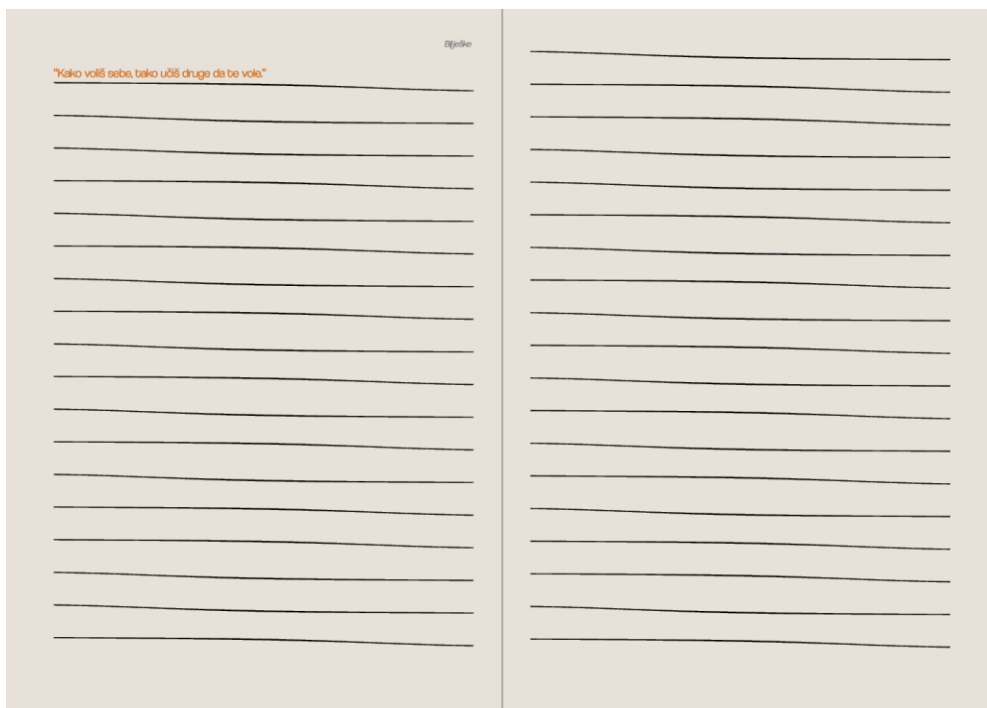 Bilješke
“Kako voliš sebe, tako učiš druge da te vole.”